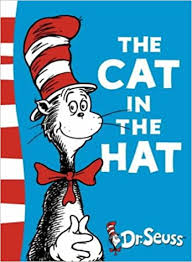 THE
CAT
IN
THE
HAT
Dr. Seuss